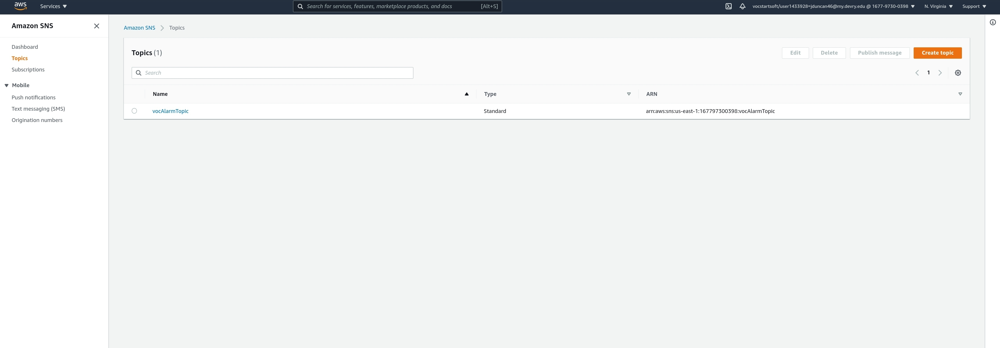 aws Services Search for services, features, marketplace products, and docs [Alt+S] vocstartsoft/user1433928=jduncan46@my.devry.edu @ 1677-9730-0398 N. Virginia Support
Amazon SNS
Dashboard
Topics
Subscriptions
Mobile
Push notifications
Text messaging (SMS)
Origination numbers
Amazon SNS Topics
Topics (1)
Edit Delete Publish message Create topic
Search
1
Name Type ARN
vocAlarmTopic Standard arn:aws:sns:us-east-1:167797300398:vocAlarmTopic